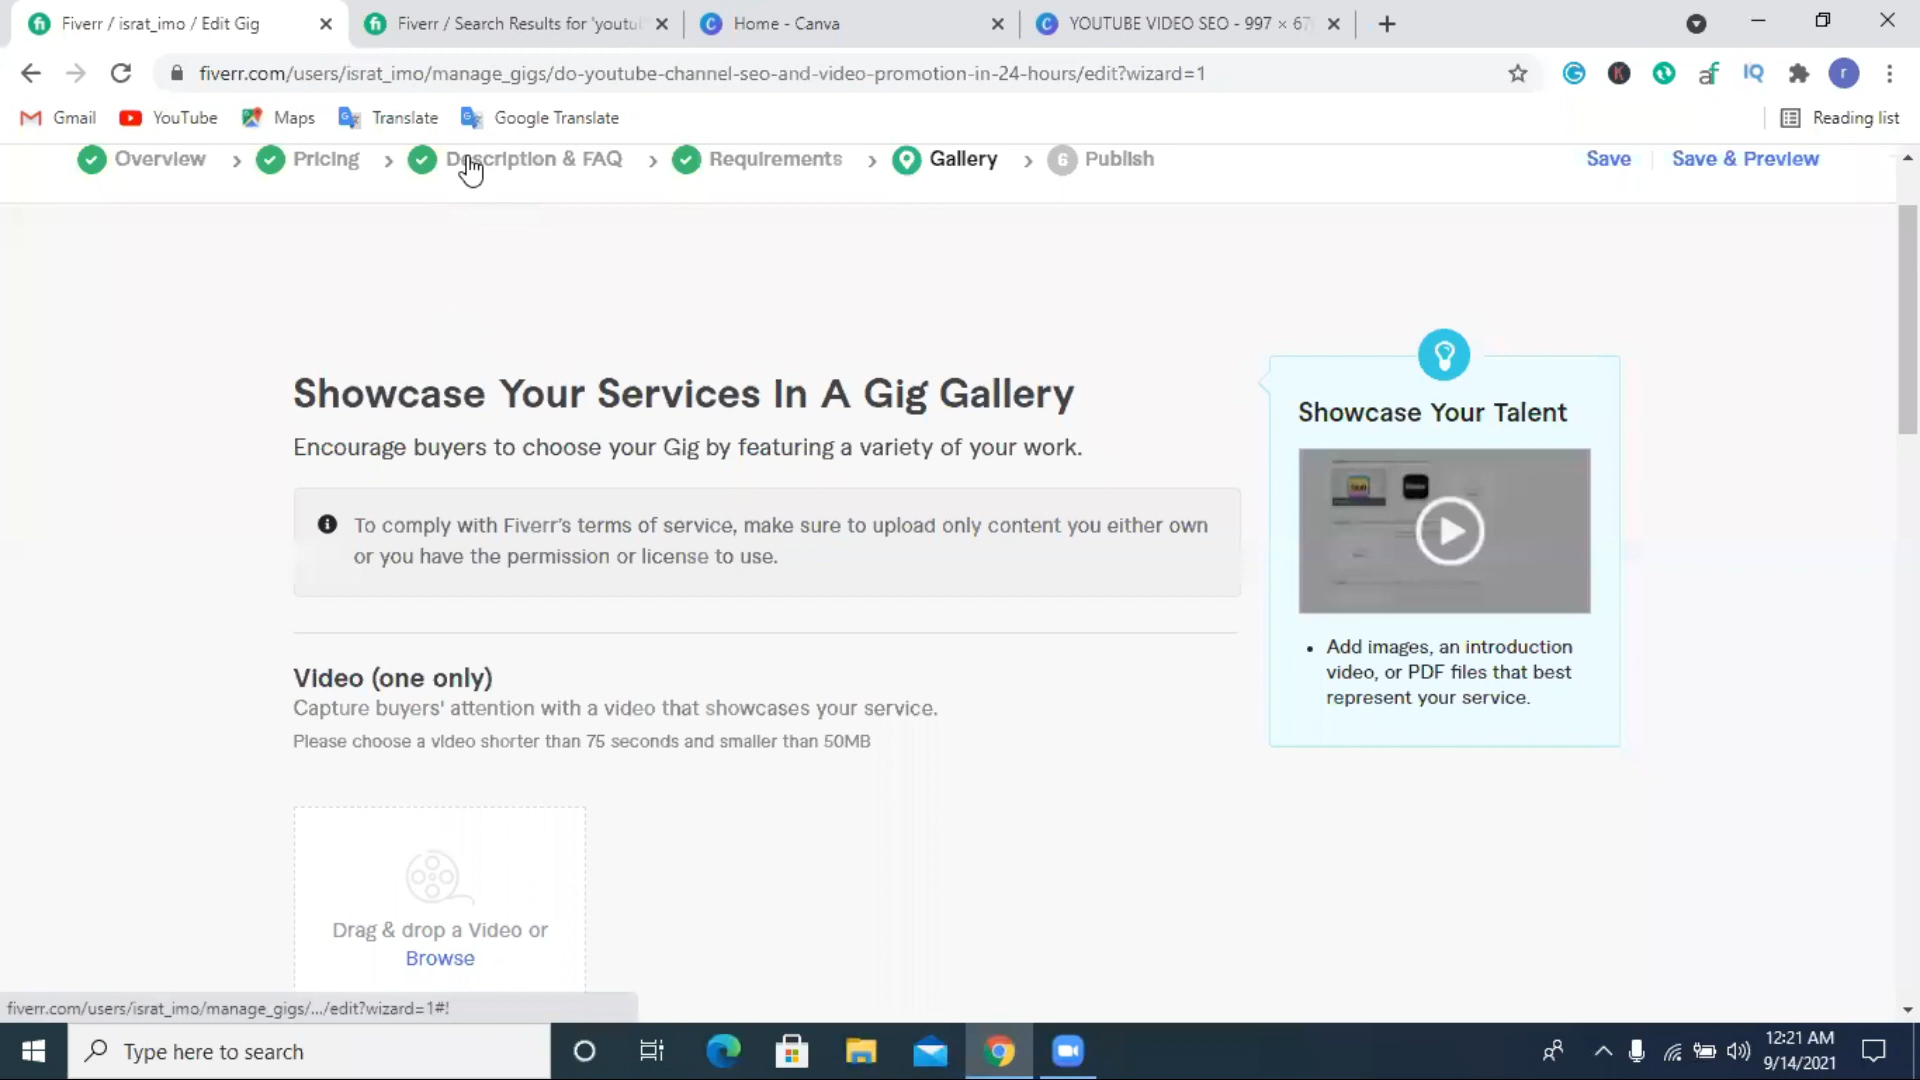 Fiverr / israt_imo / Edit Gig
Fiverr / Search Results for 'youtu
Home - Canva
YOUTUBE VIDEO SEO - 997 × 67
fiverr.com/users/israt_imo/manage_gigs/do-youtube-channel-seo-and-video-promotion-in-24-hours/edit?wizard=1
IQ
af
r
Gmail
YouTube
Maps
Translate
Google Translate
Reading list
Overview
Pricing
Description & FAQ
Requirements
Gallery
6 Publish
Save
Save & Preview
Showcase Your Services In A Gig Gallery
Encourage buyers to choose your Gig by featuring a variety of your work.
To comply with Fiverr's terms of service, make sure to upload only content you either own
or you have the permission or license to use.
Showcase Your Talent
Add images, an introduction
video, or PDF files that best
represent your service.
Video (one only)
Capture buyers' attention with a video that showcases your service.
Please choose a video shorter than 75 seconds and smaller than 50MB
Drag & drop a Video or
Browse
fiverr.com/users/israt_imo/manage_gigs/.../edit?wizard=1#!
Type here to search
12:21 AM
9/14/2021